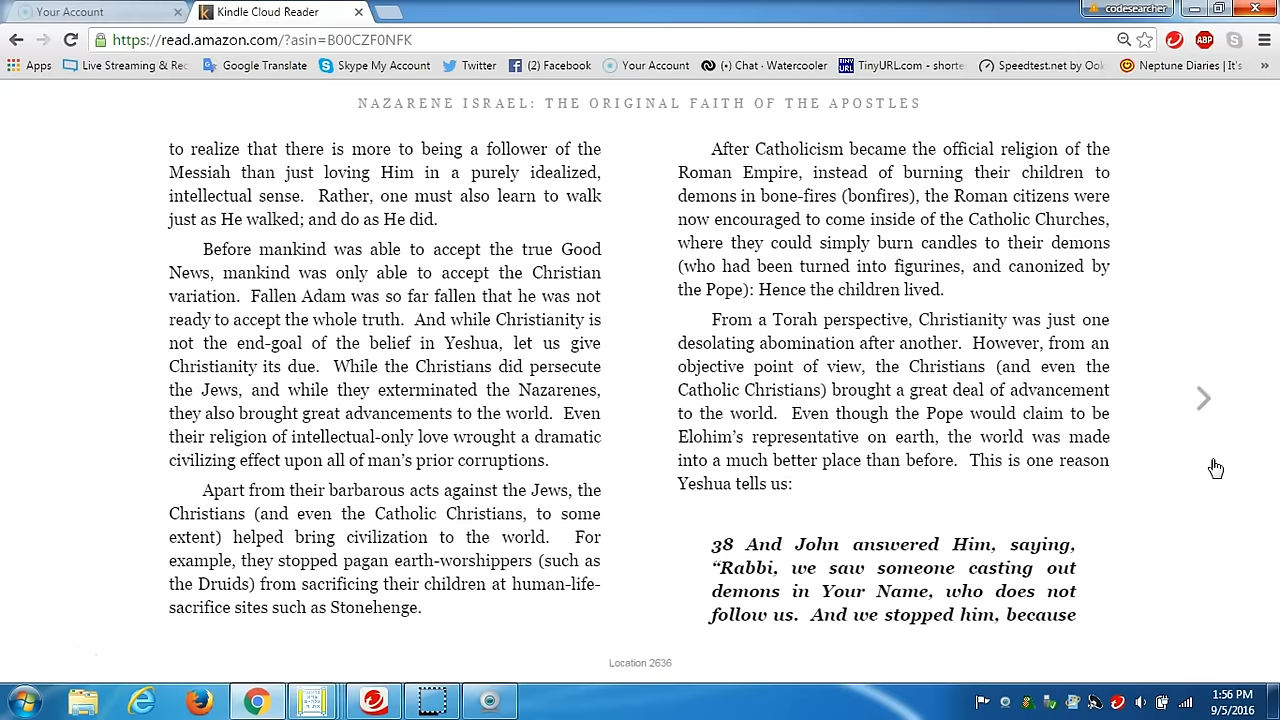 Your Account
Kindle Cloud Reader
codesearcher
https://read.amazon.com/?asin=B00CZF0NFK
ABP
Apps
Live Streaming & Rec
Google Translate
Skype My Account
Twitter
(2) Facebook
Your Account
(•) Chat · Watercooler
TINY URL
TinyURL.com - shorte
Speedtest.net by Ook
Neptune Diaries | It's
NAZARENE ISRAEL: THE ORIGINAL FAITH OF THE APOSTLES
to realize that there is more to being a follower of the
Messiah than just loving Him in a purely idealized,
intellectual sense. Rather, one must also learn to walk
just as He walked; and do as He did.
Before mankind was able to accept the true Good
News, mankind was only able to accept the Christian
variation. Fallen Adam was so far fallen that he was not
ready to accept the whole truth. And while Christianity is
not the end-goal of the belief in Yeshua, let us give
Christianity its due. While the Christians did persecute
the Jews, and while they exterminated the Nazarenes,
they also brought great advancements to the world. Even
their religion of intellectual-only love wrought a dramatic
civilizing effect upon all of man's prior corruptions.
Apart from their barbarous acts against the Jews, the
Christians (and even the Catholic Christians, to some
extent) helped bring civilization to the world. For
example, they stopped pagan earth-worshippers (such as
the Druids) from sacrificing their children at human-life-
sacrifice sites such as Stonehenge.
After Catholicism became the official religion of the
Roman Empire, instead of burning their children to
demons in bone-fires (bonfires), the Roman citizens were
now encouraged to come inside of the Catholic Churches,
where they could simply burn candles to their demons
(who had been turned into figurines, and canonized by
the Pope): Hence the children lived.
From a Torah perspective, Christianity was just one
desolating abomination after another. However, from an
objective point of view, the Christians (and even the
Catholic Christians) brought a great deal of advancement
to the world. Even though the Pope would claim to be
Elohim's representative on earth, the world was made
into a much better place than before. This is one reason
Yeshua tells us:
38 And John answered Him, saying,
“Rabbi, we saw someone casting out
demons in Your Name, who does not
follow us. And we stopped him, because
Location 2636
1:56 PM
9/5/2016